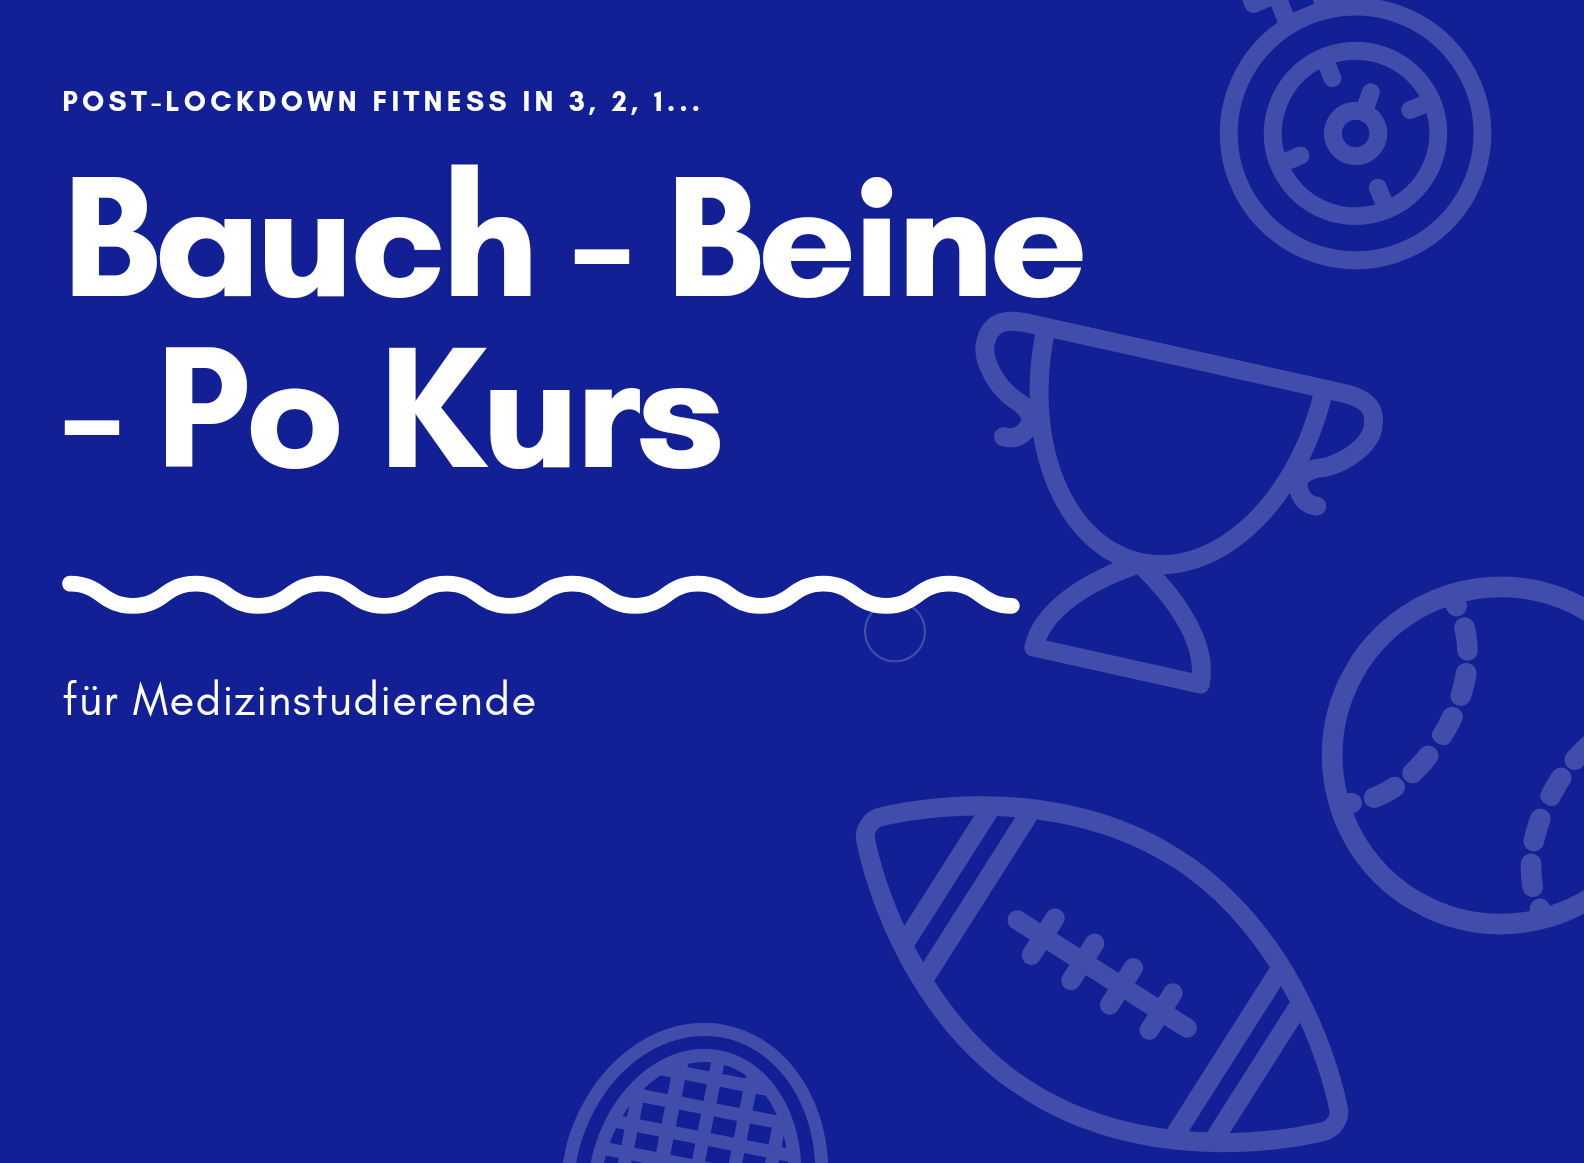 POST-LOCKDOWN FITNESS IN 3, 2, 1...
Bauch – Beine
– Po Kurs
für Medizinstudierende